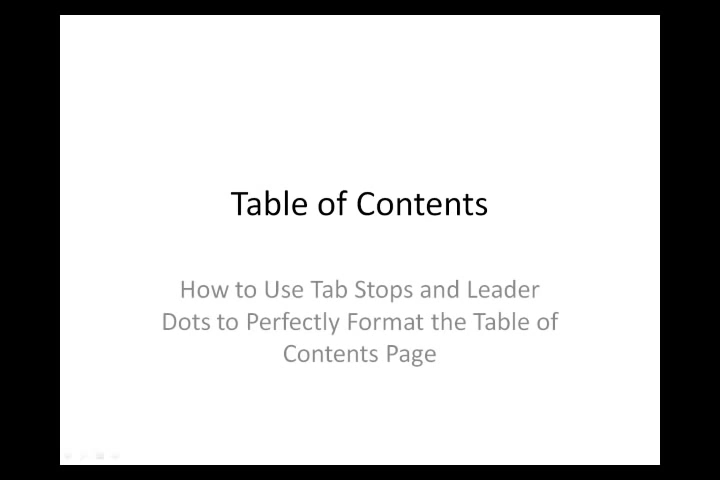 Table of Contents
How to Use Tab Stops and Leader
Dots to Perfectly Format the Table of
Contents Page